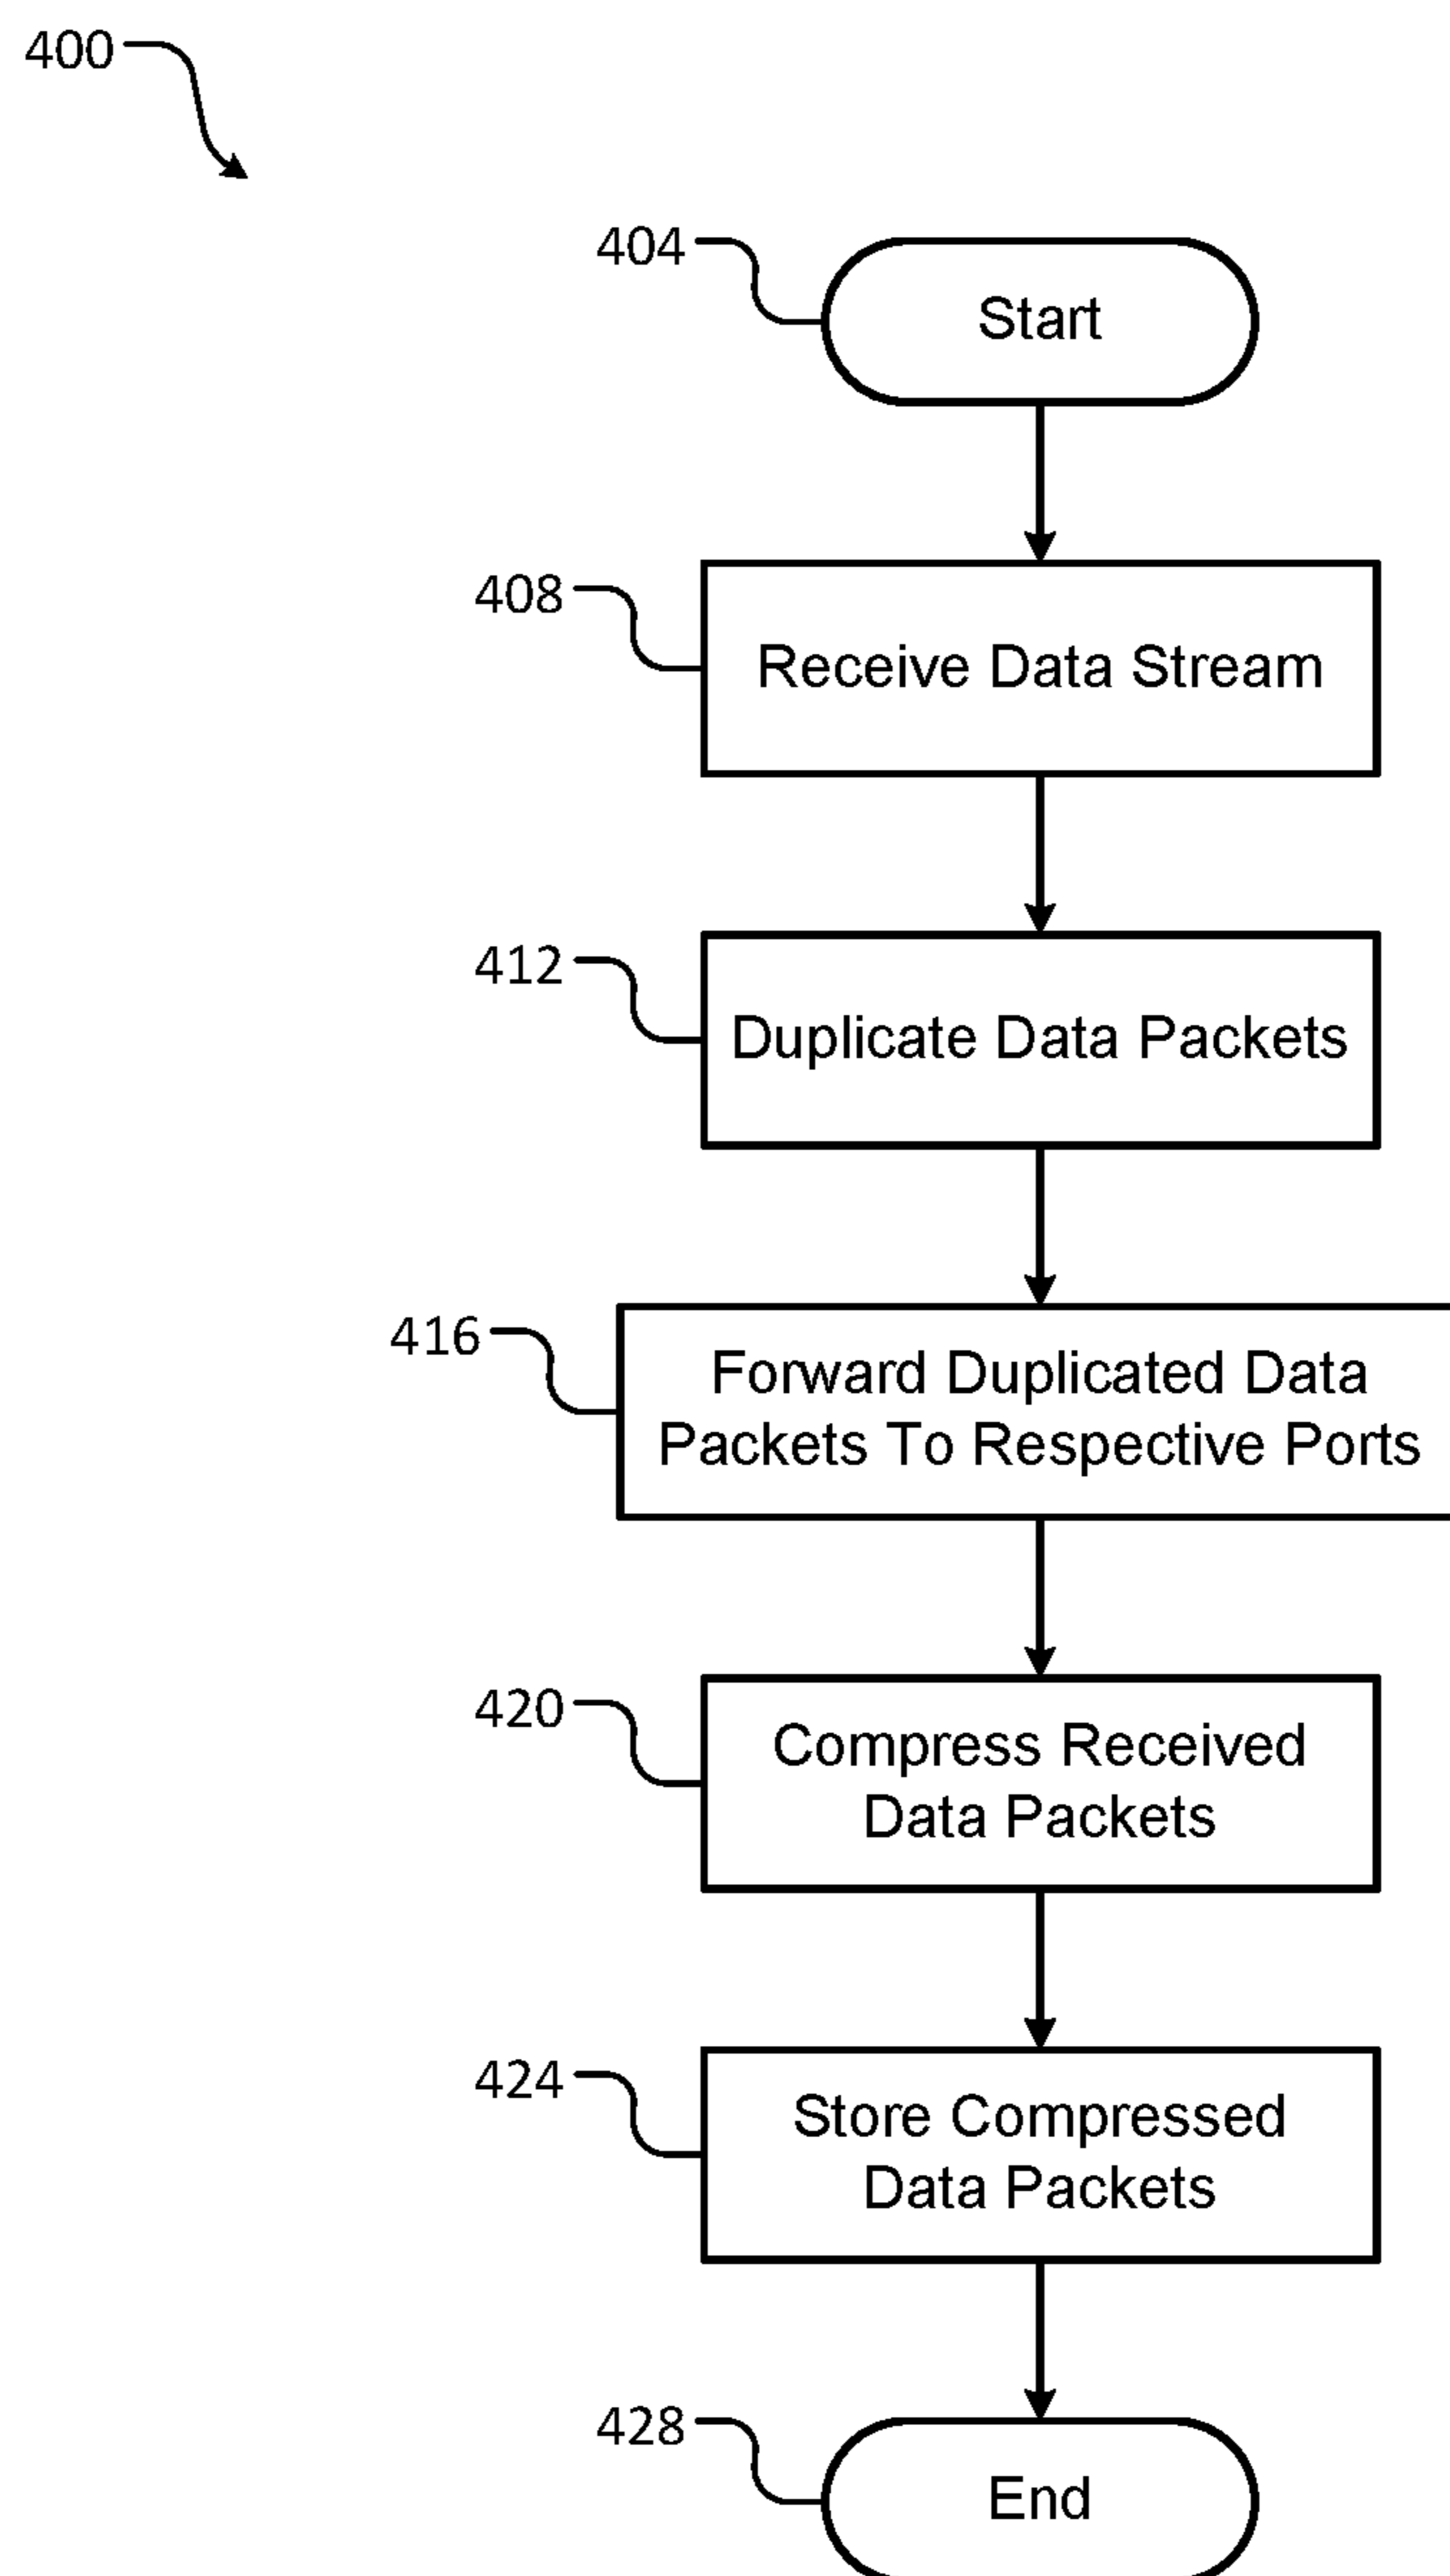 400
404
Start
408
Receive Data Stream
412
Duplicate Data Packets
416
Forward Duplicated Data
Packets To Respective Ports
420
Compress Received
Data Packets
424
Store Compressed
Data Packets
428
End